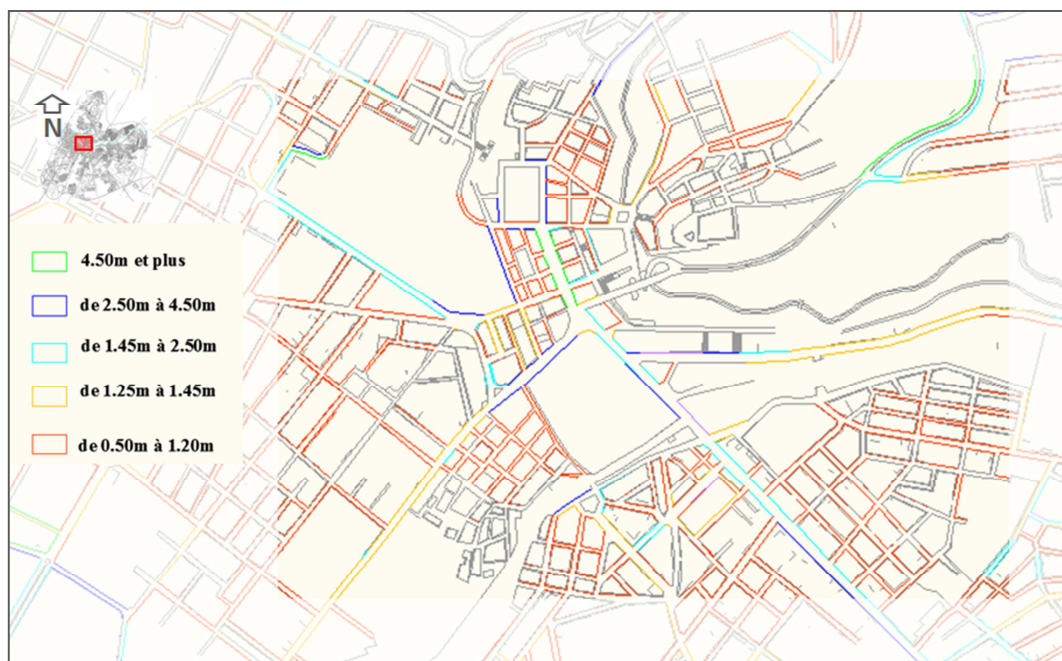 N
4.50m et plus
de 2.50m à 4.50m
de 1.45m à 2.50m
de 1.25m à 1.45m
de 0.50m à 1.20m